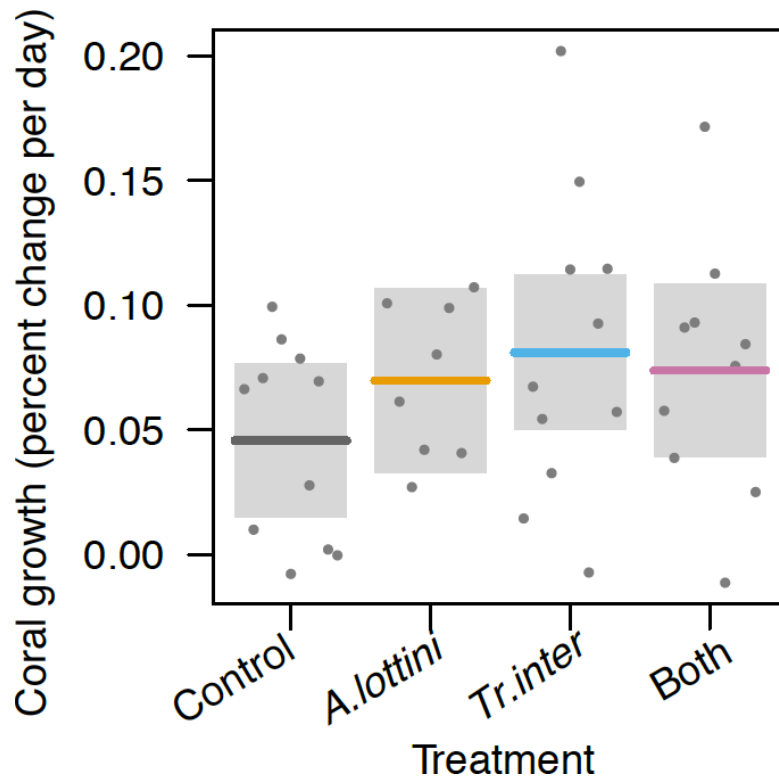 Coral growth (percent change per day)
0.20
0.15
0.10
0.05
0.00
Control
A.lottini
Tr.inter
Both
Treatment